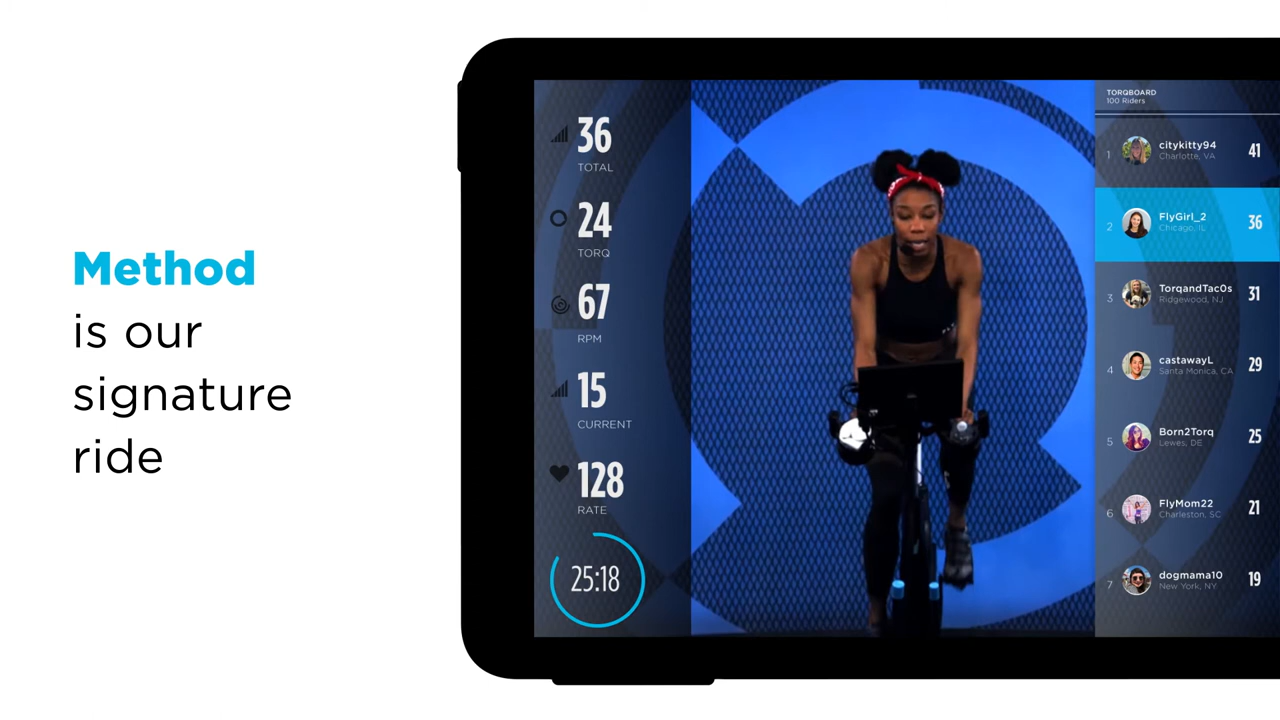 Method
is our
signature
ride
36
TOTAL
24
TORQ
67
RPM
15
CURRENT
128
RATE
25:18
TORQBOARD
100 Riders
1 citykitty94 41
Charlotte, VA
2 FlyGirl_2 36
Chicago, IL
3 TorqandTac0s 31
Ridgewood, NJ
4 castawayL 29
Santa Monica, CA
5 Born2Torq 25
Lewes, DE
6 FlyMom22 21
Charleston, SC
7 dogmama10 19
New York, NY